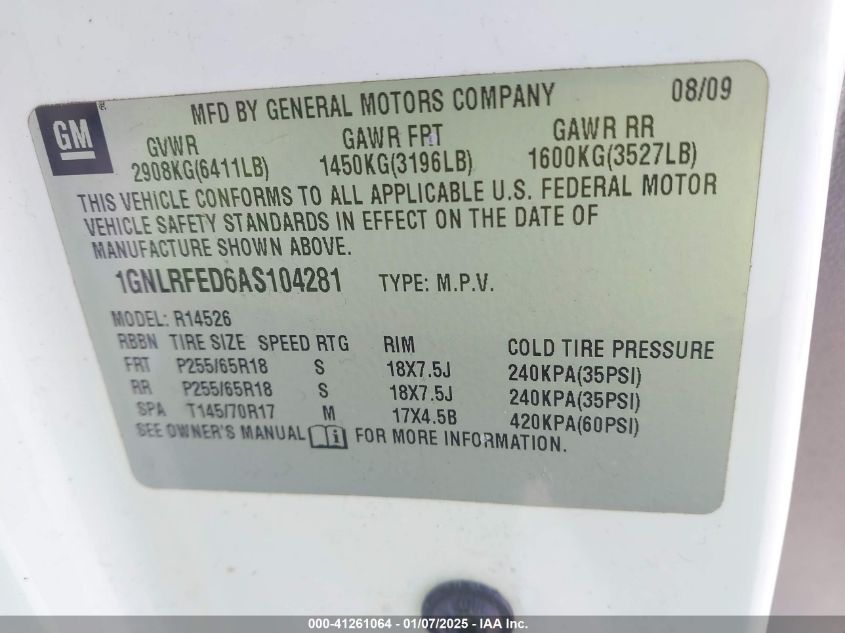 GM
MFD BY GENERAL MOTORS COMPANY 08/09
GVWR GAWR FRT GAWR RR
2908KG(6411LB) 1450KG(3196LB) 1600KG(3527LB)
THIS VEHICLE CONFORMS TO ALL APPLICABLE U.S. FEDERAL MOTOR
VEHICLE SAFETY STANDARDS IN EFFECT ON THE DATE OF
MANUFACTURE SHOWN ABOVE.
1GNLRFED6AS104281 TYPE: M.P.V.
MODEL: R14526
RBBN TIRE SIZE SPEED RTG RIM COLD TIRE PRESSURE
FRT P255/65R18 S 18X7.5J 240KPA(35PSI)
RR P255/65R18 S 18X7.5J 240KPA(35PSI)
SPA T145/70R17 M 17X4.5B 420KPA(60PSI)
SEE OWNER'S MANUAL i FOR MORE INFORMATION.
000-41261064 - 01/07/2025 - IAA Inc.